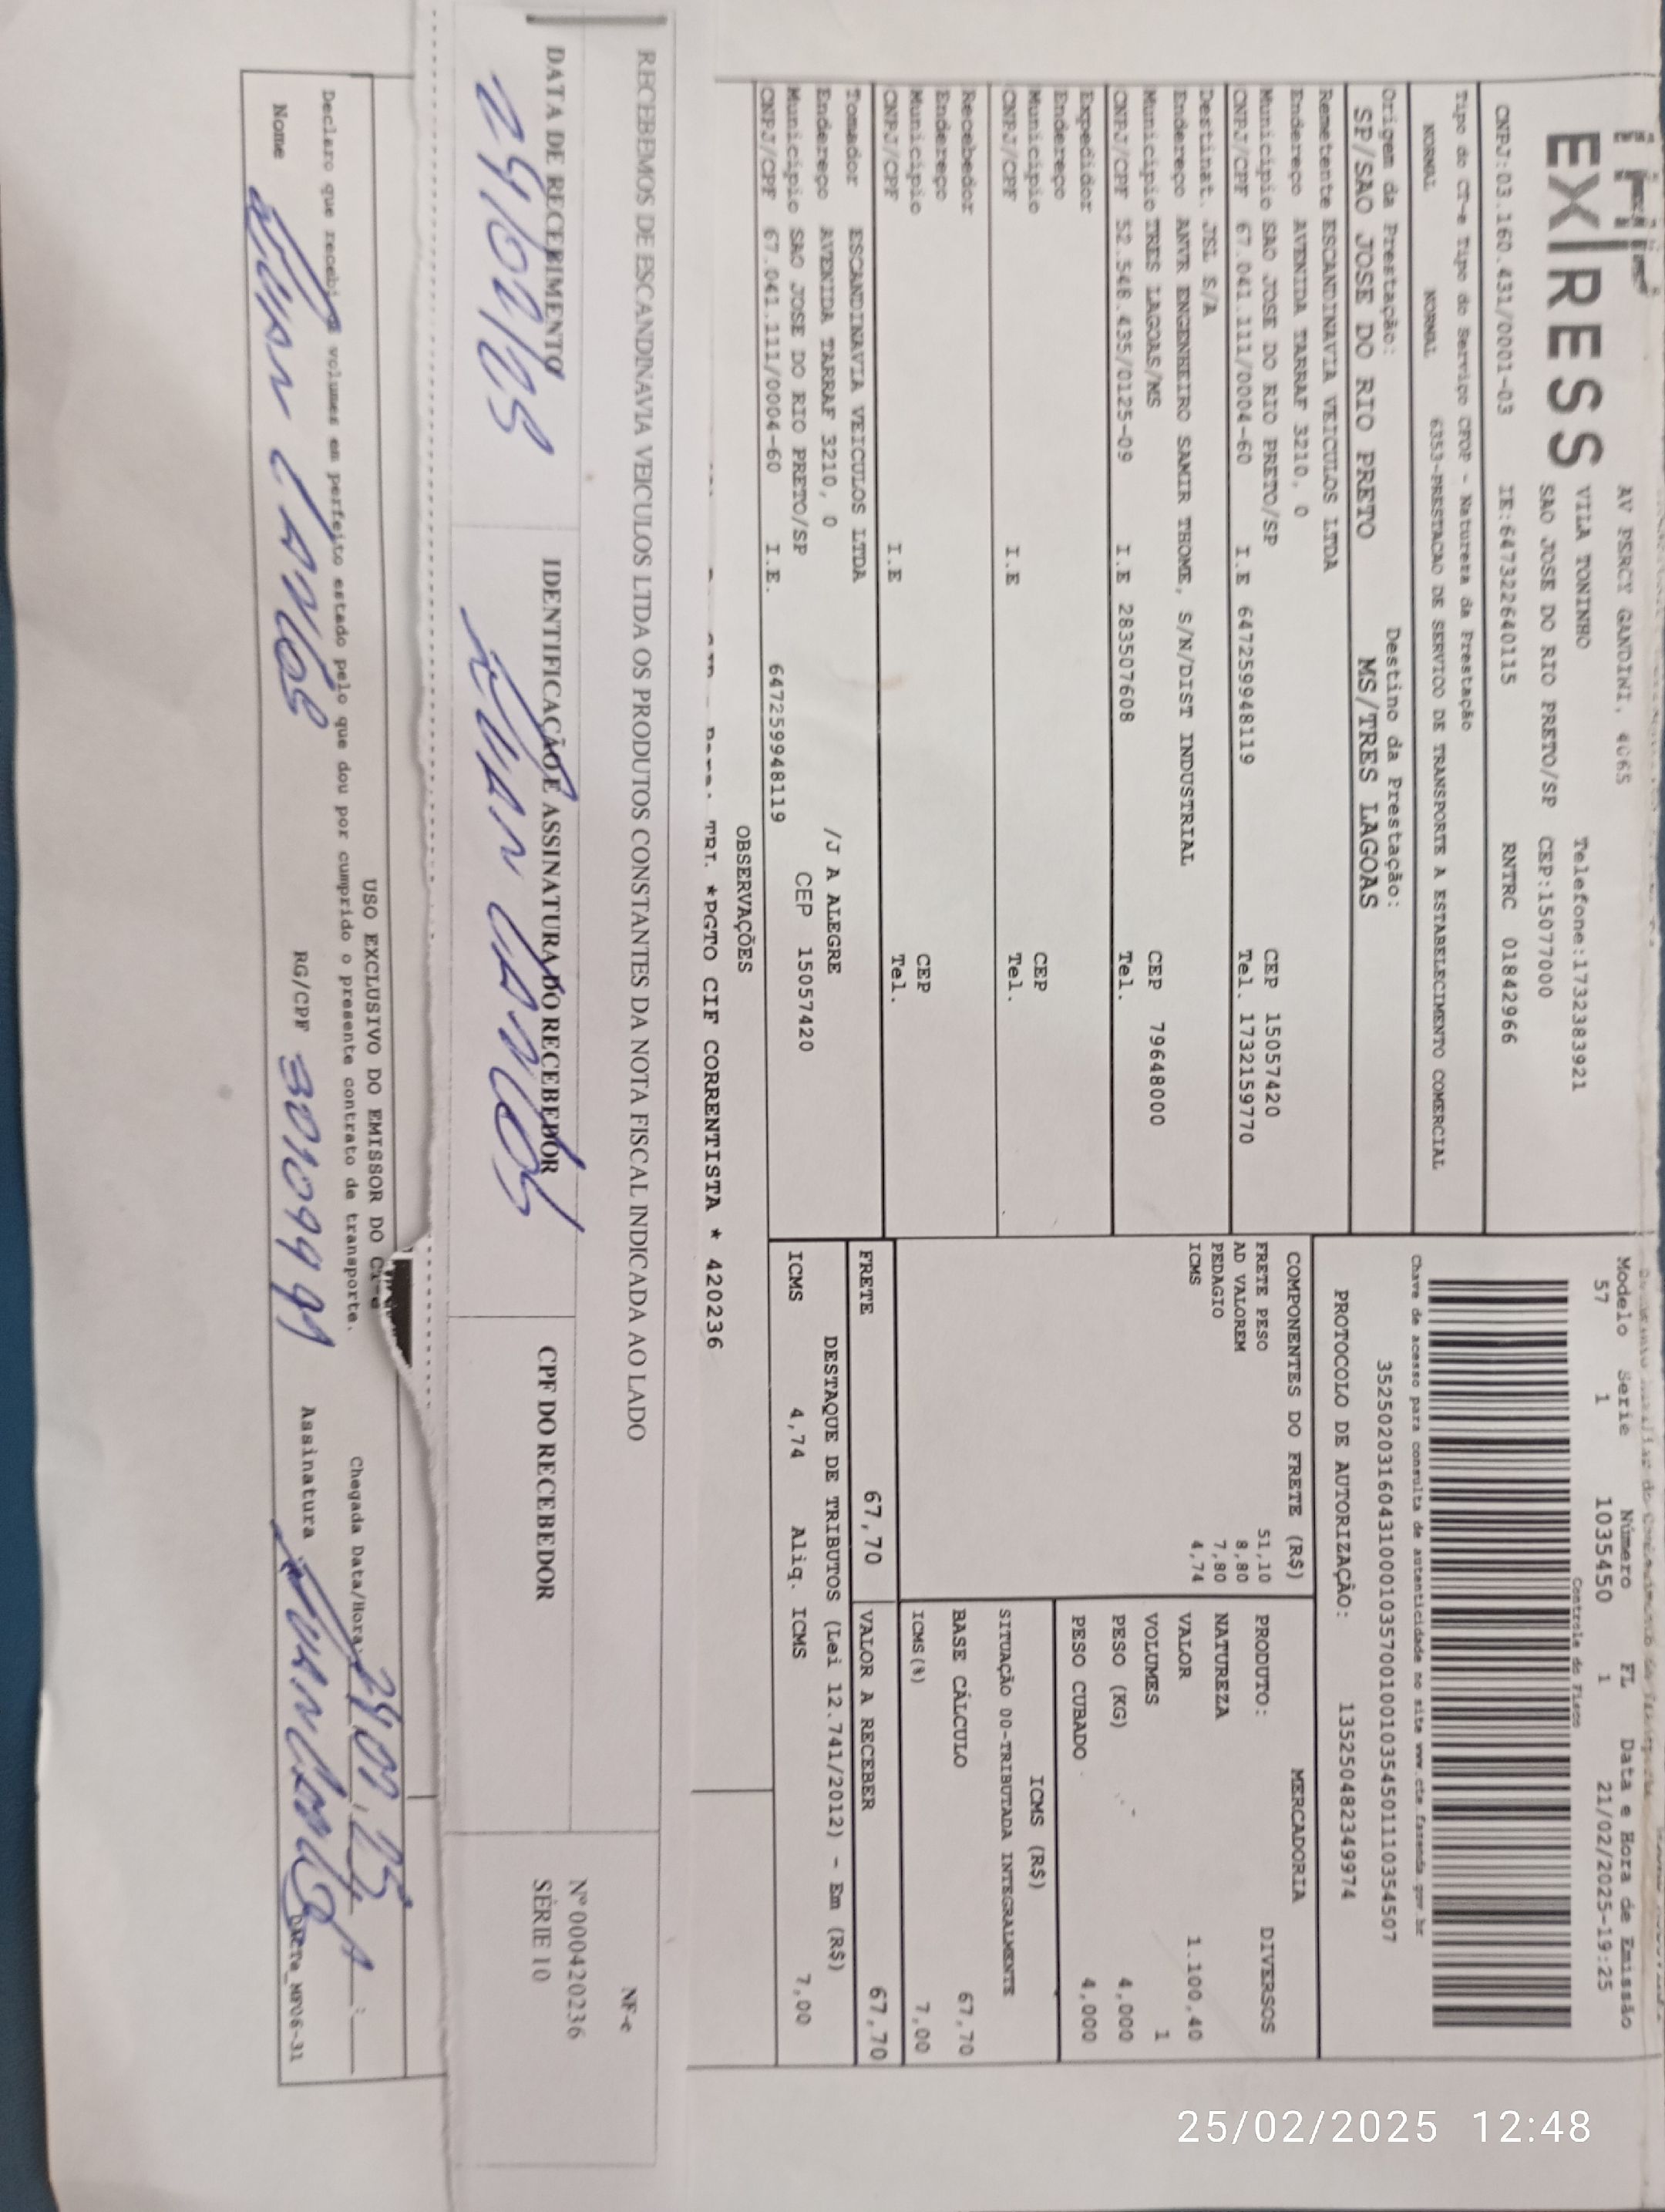 EXPRESS
AV PERCY GANDINI, 4065
VILA TONINHO
Telefone:1732383921
SAO JOSE DO RIO PRETO/SP CEP:15077000
CNPJ:03.160.431/0001-03 IE:647322640115 RNTRC 01842966
Modelo Serie Número FL Data e Hora de Emissão
57 1 1035450 1 21/02/2025-19:25
Controle do Fisco
Tipo do CT-e Tipo do Serviço CFOP - Natureza da Prestação
NORMAL NORMAL 6353-PRESTACAO DE SERVICO DE TRANSPORTE A ESTABELECIMENTO COMERCIAL
Chave de acesso para consulta de autenticidade no site www.cte.fazenda.gov.br
35250203160431000103570010010354501110354507
Origem da Prestação: Destino da Prestação:
SP/SAO JOSE DO RIO PRETO MS/TRES LAGOAS
PROTOCOLO DE AUTORIZAÇÃO: 135250482349974
Remetente ESCANDINAVIA VEICULOS LTDA
Endereço AVENIDA TARRAF 3210, 0
Município SAO JOSE DO RIO PRETO/SP CEP 15057420
CNPJ/CPF 67.041.111/0004-60 I.E 647259948119 Tel. 1732159770
Destinat. JSL S/A
Endereço ANVR ENGENHEIRO SAMIR THOME, S/N/DIST INDUSTRIAL
Município TRES LAGOAS/MS CEP 79648000
CNPJ/CPF 52.548.435/0125-09 I.E 283507608 Tel.
Expedidor
Endereço
Município CEP
CNPJ/CPF I.E Tel.
Recebedor
Endereço
Município CEP
CNPJ/CPF I.E Tel.
Tomador ESCANDINAVIA VEICULOS LTDA
Endereço AVENIDA TARRAF 3210, 0 /J A ALEGRE
Município SAO JOSE DO RIO PRETO/SP CEP 15057420
CNPJ/CPF 67.041.111/0004-60 I.E. 647259948119
COMPONENTES DO FRETE (R$)
FRETE PESO 51,10
AD VALOREM 8,80
PEDAGIO 7,80
ICMS 4,74
MERCADORIA
PRODUTO: DIVERSOS
NATUREZA
VALOR 1.100,40
VOLUMES 1
PESO (KG) 4,000
PESO CUBADO 4,000
ICMS (R$)
SITUAÇÃO 00-TRIBUTADA INTEGRALMENTE
BASE CÁLCULO 67,70
ICMS(%) 7,00
FRETE 67,70 VALOR A RECEBER 67,70
DESTAQUE DE TRIBUTOS (Lei 12.741/2012) - Em (R$)
ICMS 4,74 Aliq. ICMS 7,00
OBSERVAÇÕES
TRI. *PGTO CIF CORRENTISTA * 420236
RECEBEMOS DE ESCANDINAVIA VEICULOS LTDA OS PRODUTOS CONSTANTES DA NOTA FISCAL INDICADA AO LADO
NF-e
Nº 000420236
SÉRIE 10
DATA DE RECEBIMENTO IDENTIFICAÇÃO E ASSINATURA DO RECEBEDOR CPF DO RECEBEDOR
USO EXCLUSIVO DO EMISSOR DO CT-e
Declaro que recebi volumes em perfeito estado pelo que dou por cumprido o presente contrato de transporte.
Chegada Data/Hora:
Nome RG/CPF Assinatura
DACTe_MF06-31
25/02/2025 12:48